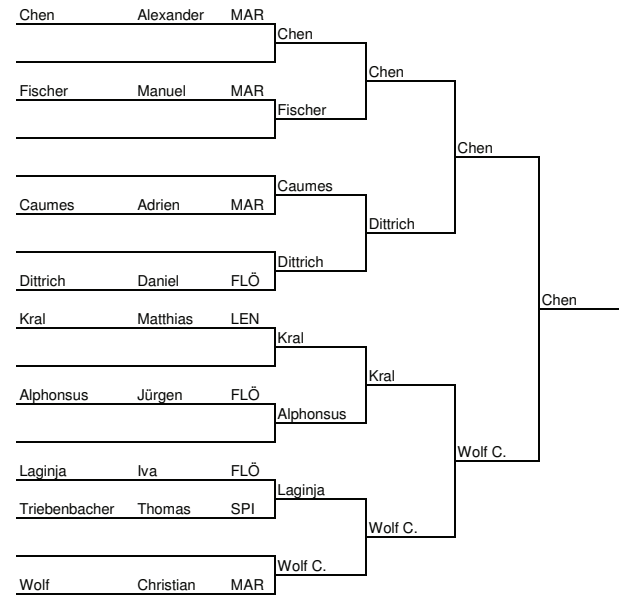 Chen Alexander MAR
Chen
Chen
Fischer Manuel MAR
Fischer
Chen
Caumes
Caumes Adrien MAR
Dittrich
Dittrich
Dittrich Daniel FLÖ
Chen
Kral Matthias LEN
Kral
Kral
Alphonsus Jürgen FLÖ
Alphonsus
Wolf C.
Laginja Iva FLÖ
Laginja
Triebenbacher Thomas SPI
Wolf C.
Wolf C.
Wolf Christian MAR